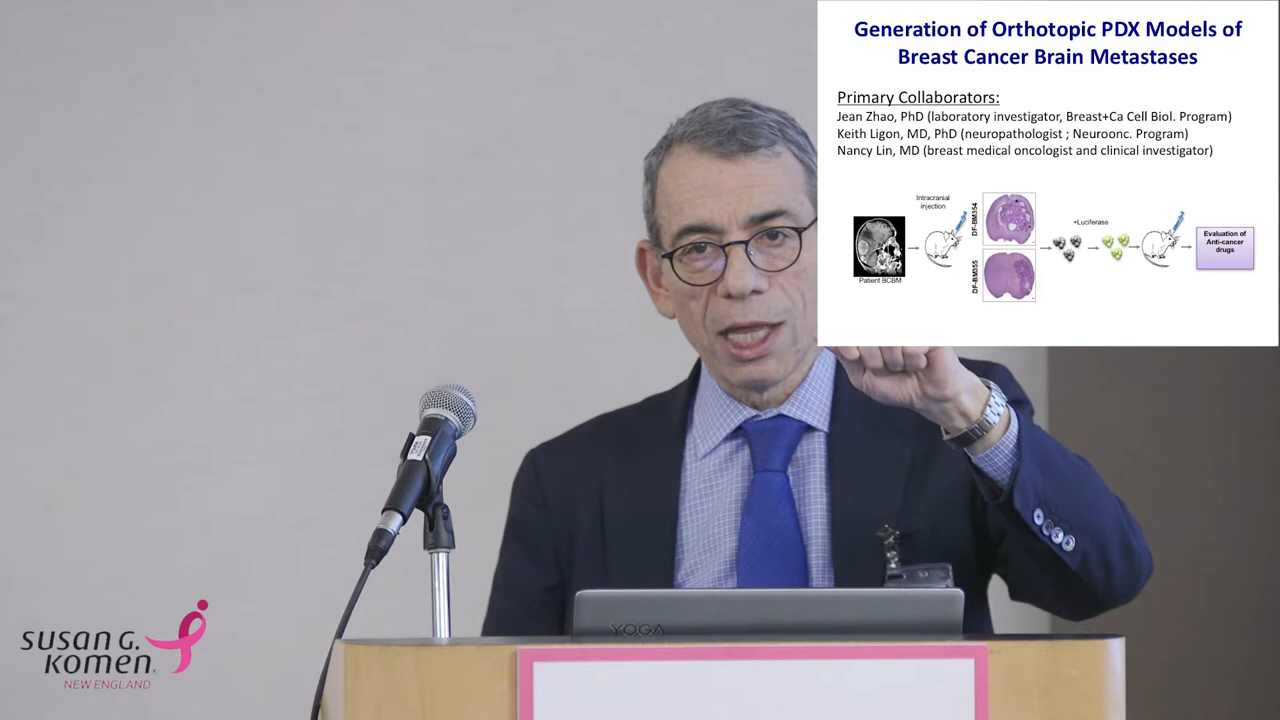 Generation of Orthotopic PDX Models of
Breast Cancer Brain Metastases
Primary Collaborators:
Jean Zhao, PhD (laboratory investigator, Breast+Ca Cell Biol. Program)
Keith Ligon, MD, PhD (neuropathologist ; Neuroonc. Program)
Nancy Lin, MD (breast medical oncologist and clinical investigator)
Intracranial
injection
DF-BM354
DF-BM355
+Luciferase
Evaluation of
Anti-cancer
drugs
Patient BCBM
YOGA
susan g.
komen
NEW ENGLAND